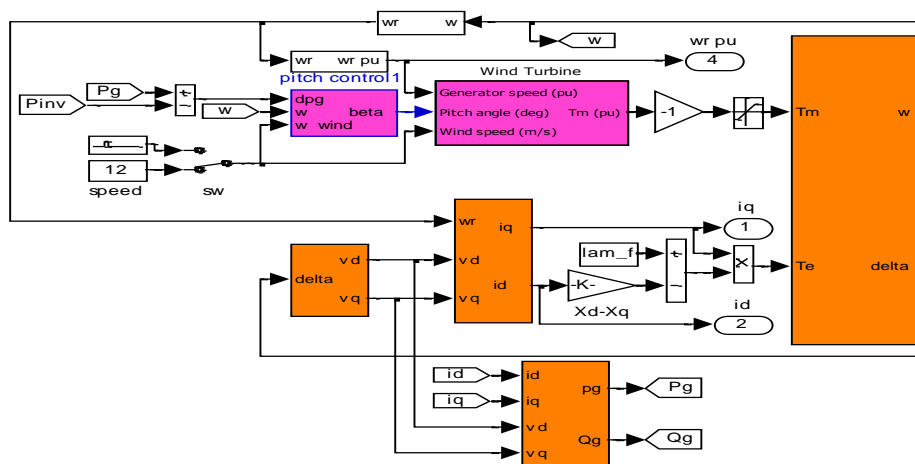 wr w
w
wr wr pu
wr pu
4
pitch control1
Wind Turbine
Pg
Pinv
dpg
w
w wind
beta
w
Generator speed (pu)
Pitch angle (deg)
Wind speed (m/s)
Tm (pu)
-1
Tm
w
12
speed
sw
wr
vd
vq
iq
id
iq
1
lam_f
-K-
Xd-Xq
X
id
2
Te
delta
delta
vd
vq
id
iq
id
iq
vd
vq
pg
Qg
Pg
Qg